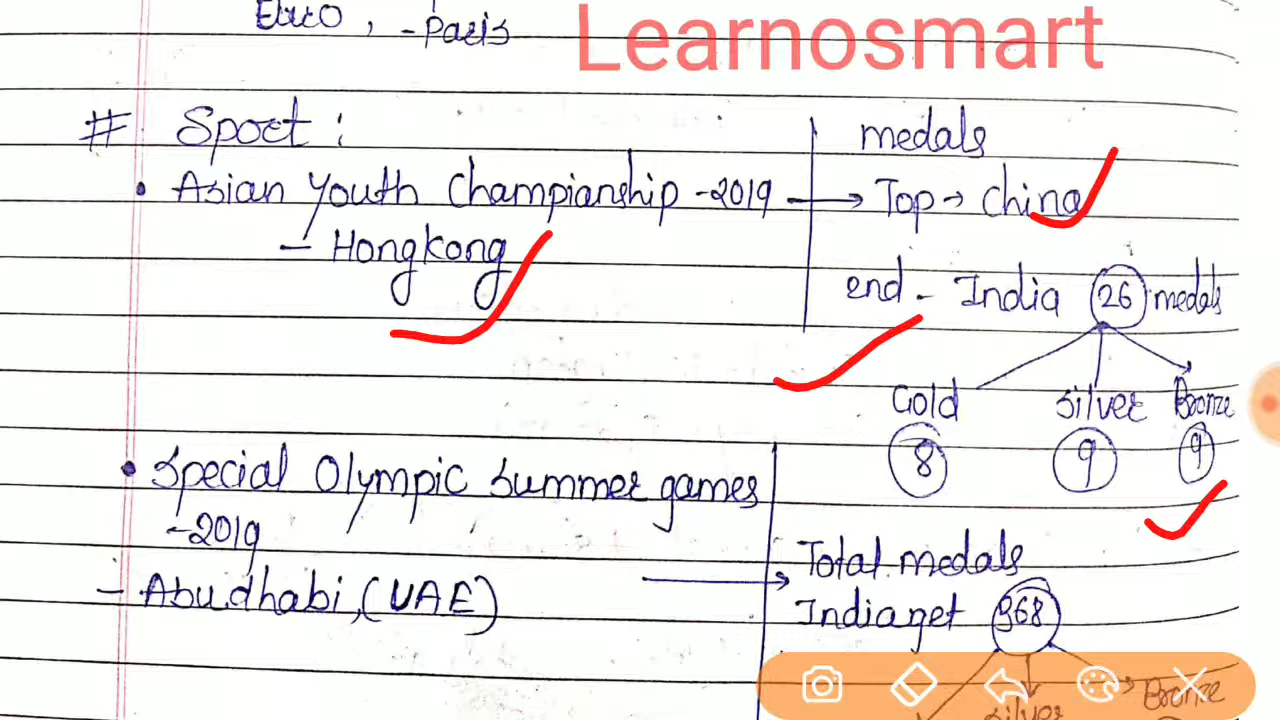 Euro, - Paris
Learnosmart
# Sport :
• Asian Youth Championship - 2019 → 
- Hongkong
medals
Top → China
end - India 26 medals
Gold Silver Bronze
8 9 9
• Special Olympic Summer games
- 2019
- Abudhabi, (UAE) →
Total medals
India get 368
Silver Bronze